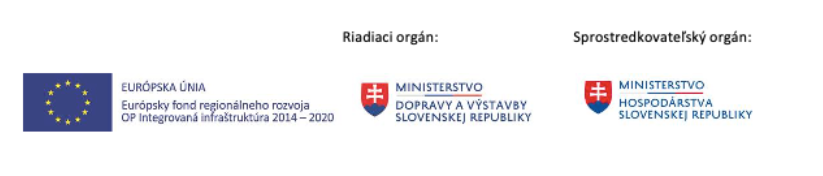 Riadiaci orgán:
Sprostredkovateľský orgán:
EURÓPSKA ÚNIA
Európsky fond regionálneho rozvoja
OP Integrovaná infraštruktúra 2014 – 2020
MINISTERSTVO
DOPRAVY A VÝSTAVBY
SLOVENSKEJ REPUBLIKY
MINISTERSTVO
HOSPODÁRSTVA
SLOVENSKEJ REPUBLIKY